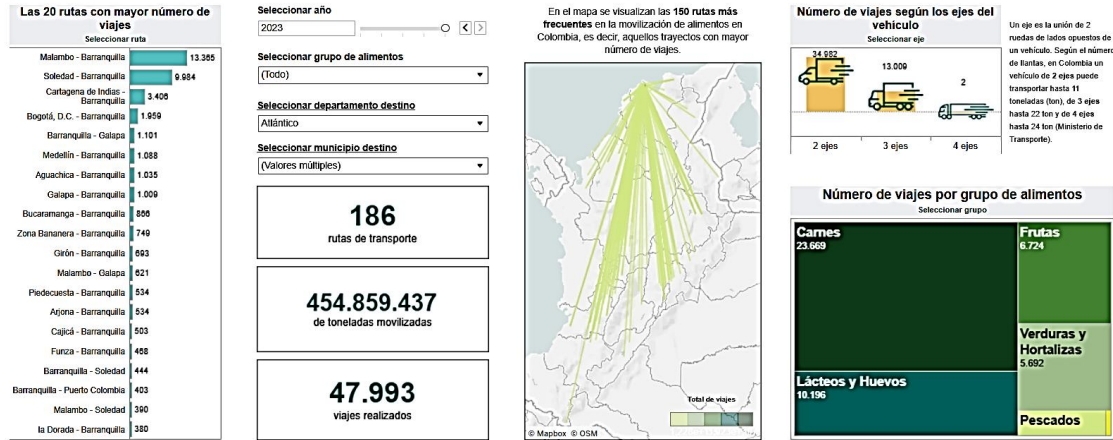 Las 20 rutas con mayor número de
viajes
Seleccionar ruta
Malambo - Barranquilla 13.365
Soledad - Barranquilla 9.984
Cartagena de Indias -
Barranquilla 3.406
Bogotá, D.C. - Barranquilla 1.959
Barranquilla - Galapa 1.101
Medellín - Barranquilla 1.088
Aguachica - Barranquilla 1.035
Galapa - Barranquilla 1.009
Bucaramanga - Barranquilla 866
Zona Bananera - Barranquilla 749
Girón - Barranquilla 693
Malambo - Galapa 621
Piedecuesta - Barranquilla 534
Arjona - Barranquilla 534
Cajicá - Barranquilla 503
Funza - Barranquilla 468
Barranquilla - Soledad 444
Barranquilla - Puerto Colombia 403
Malambo - Soledad 390
la Dorada - Barranquilla 380
Seleccionar año
2023
Seleccionar grupo de alimentos
(Todo)
Seleccionar departamento destino
Atlántico
Seleccionar municipio destino
(Valores múltiples)
186
rutas de transporte
454.859.437
de toneladas movilizadas
47.993
viajes realizados
En el mapa se visualizan las 150 rutas más
frecuentes en la movilización de alimentos en
Colombia, es decir, aquellos trayectos con mayor
número de viajes.
Total de viajes
© Mapbox © OSM
Número de viajes según los ejes del
vehículo
Seleccionar eje
34.982
13.009
2
2 ejes
3 ejes
4 ejes
Un eje es la unión de 2
ruedas de lados opuestos de
un vehículo. Según el número
de llantas, en Colombia un
vehículo de 2 ejes puede
transportar hasta 11
toneladas (ton), de 3 ejes
hasta 22 ton y de 4 ejes
hasta 24 ton (Ministerio de
Transporte).
Número de viajes por grupo de alimentos
Seleccionar grupo
Carnes
23.669
Frutas
6.724
Verduras y
Hortalizas
5.692
Lácteos y Huevos
10.196
Pescados